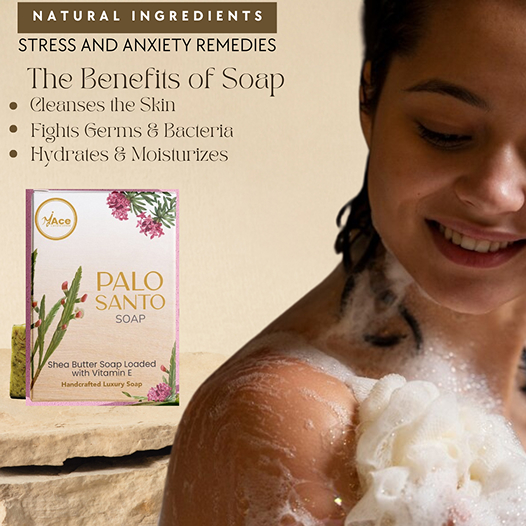 NATURAL INGREDIENTS
STRESS AND ANXIETY REMEDIES
The Benefits of Soap
• Cleanses the Skin
• Fights Germs & Bacteria
• Hydrates & Moisturizes
Ace
PALO
SANTO
SOAP
Shea Butter Soap Loaded
with Vitamin E
Handcrafted Luxury Soap